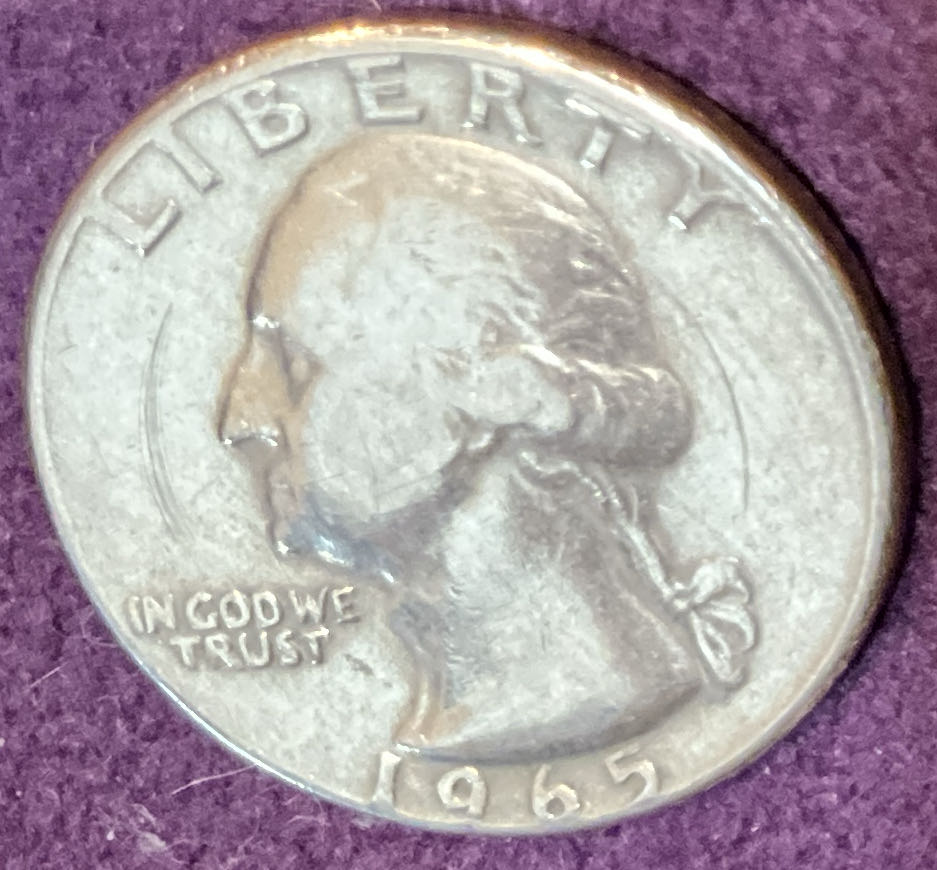 LIBERTY
IN GOD WE
TRUST
1965